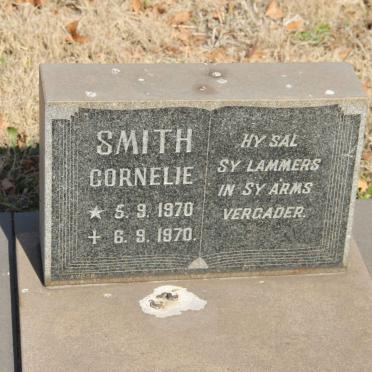 SMITH
CORNELIE
★ 5. 9. 1970
✝ 6. 9. 1970.
HY SAL
SY LAMMERS
IN SY ARMS
VERGADER.